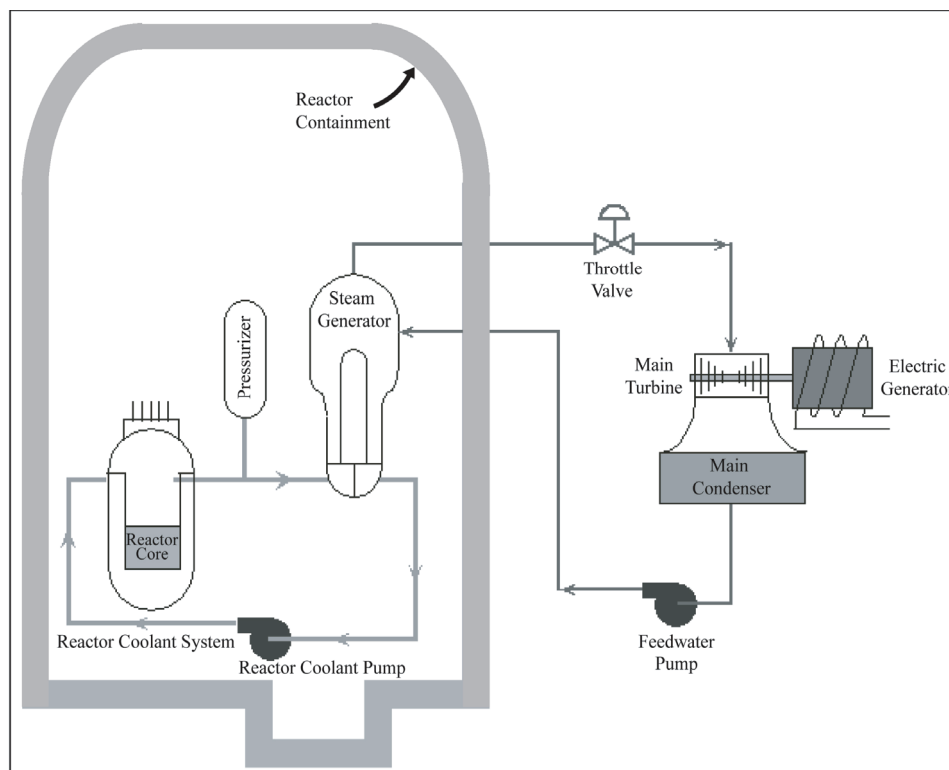 Reactor
Containment
Throttle
Valve
Steam
Generator
Pressurizer
Main
Turbine
Electric
Generator
Main
Condenser
Reactor
Core
Reactor Coolant System
Reactor Coolant Pump
Feedwater
Pump